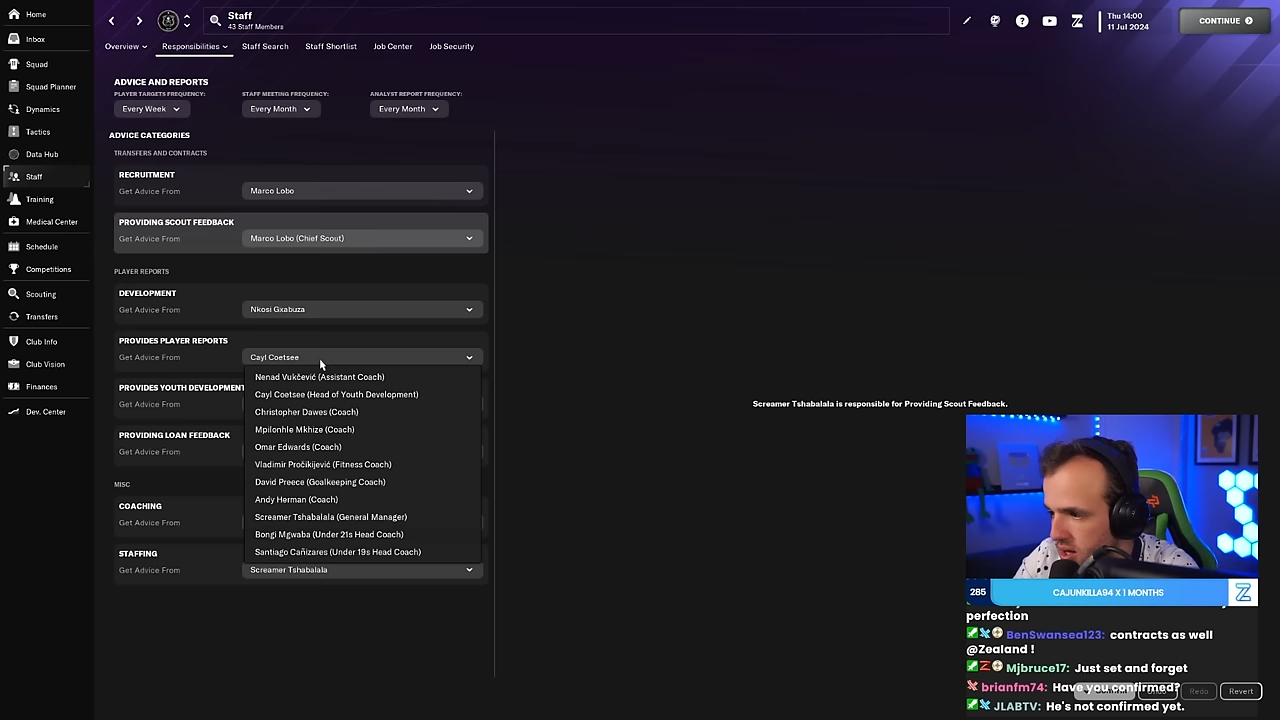 Home
Inbox
Squad
Squad Planner
Dynamics
Tactics
Data Hub
Staff
Training
Medical Center
Schedule
Competitions
Scouting
Transfers
Club Info
Club Vision
Finances
Dev. Center
Staff
43 Staff Members
Thu 14:00
11 Jul 2024
CONTINUE
Overview
Responsibilities
Staff Search
Staff Shortlist
Job Center
Job Security
ADVICE AND REPORTS
PLAYER TARGETS FREQUENCY:
STAFF MEETING FREQUENCY:
ANALYST REPORT FREQUENCY:
Every Week
Every Month
Every Month
ADVICE CATEGORIES
TRANSFERS AND CONTRACTS
RECRUITMENT
Get Advice From
Marco Lobo
PROVIDING SCOUT FEEDBACK
Get Advice From
Marco Lobo (Chief Scout)
PLAYER REPORTS
DEVELOPMENT
Get Advice From
Nkosi Gxabuza
PROVIDES PLAYER REPORTS
Get Advice From
Cayl Coetsee
Nenad Vukčević (Assistant Coach)
Cayl Coetsee (Head of Youth Development)
Christopher Dawes (Coach)
Mpilonhle Mkhize (Coach)
Omar Edwards (Coach)
Vladimir Pročikijević (Fitness Coach)
David Preece (Goalkeeping Coach)
Andy Herman (Coach)
Screamer Tshabalala (General Manager)
Bongi Mgwaba (Under 21s Head Coach)
Santiago Cañizares (Under 19s Head Coach)
PROVIDES YOUTH DEVELOPMENT
Get Advice From
PROVIDING LOAN FEEDBACK
Get Advice From
MISC
COACHING
Get Advice From
STAFFING
Get Advice From
Screamer Tshabalala
Screamer Tshabalala is responsible for Providing Scout Feedback.
285
CAJUNKILLA94 X 1 MONTHS
Z
perfection
BenSwansea123: contracts as well
@Zealand !
Mjbruce17: Just set and forget
brianfm74: Have you confirmed?
JLABTV: He's not confirmed yet.
Redo
Revert